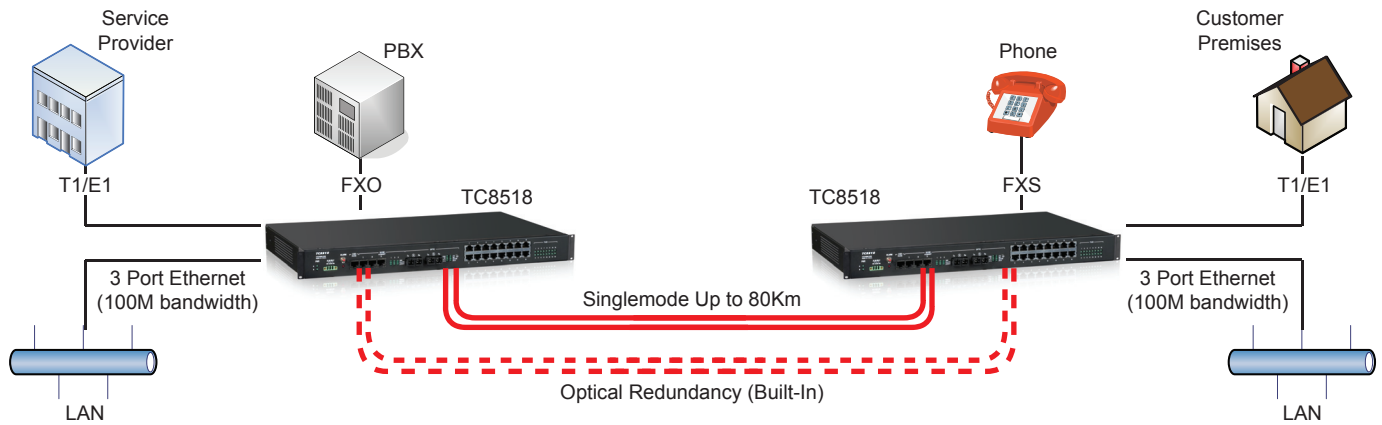 Service
Provider
PBX
Phone
Customer
Premises
T1/E1
FXO
TC8518
TC8518
FXS
T1/E1
3 Port Ethernet
(100M bandwidth)
Singlemode Up to 80Km
3 Port Ethernet
(100M bandwidth)
Optical Redundancy (Built-In)
LAN
LAN